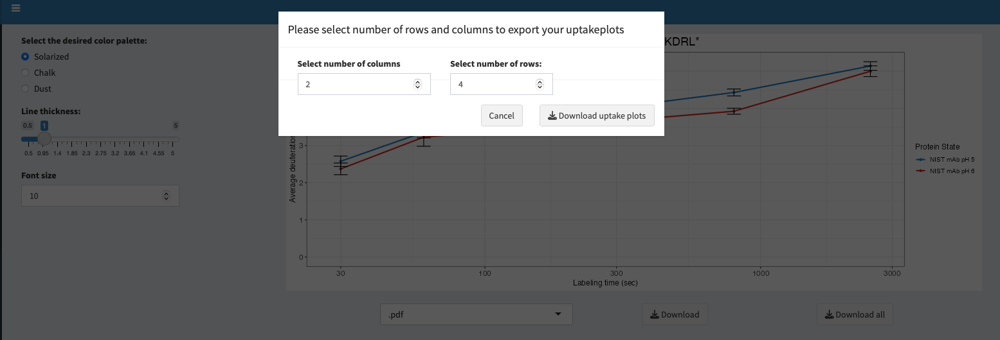 Please select number of rows and columns to export your uptakeplots
Select number of columns
Select number of rows:
2
4
Cancel
Download uptake plots
Select the desired color palette:
Solarized
Chalk
Dust
Line thickness:
0.5 1 5
0.5 0.95 1.4 1.85 2.3 2.75 3.2 3.65 4.1 4.55 5
Font size
10
KDRL*
Average deuteration
3
2
1
0
30 100 300 1000 3000
Labeling time (sec)
Protein State
NIST mAb pH 5
NIST mAb pH 6
.pdf
Download
Download all